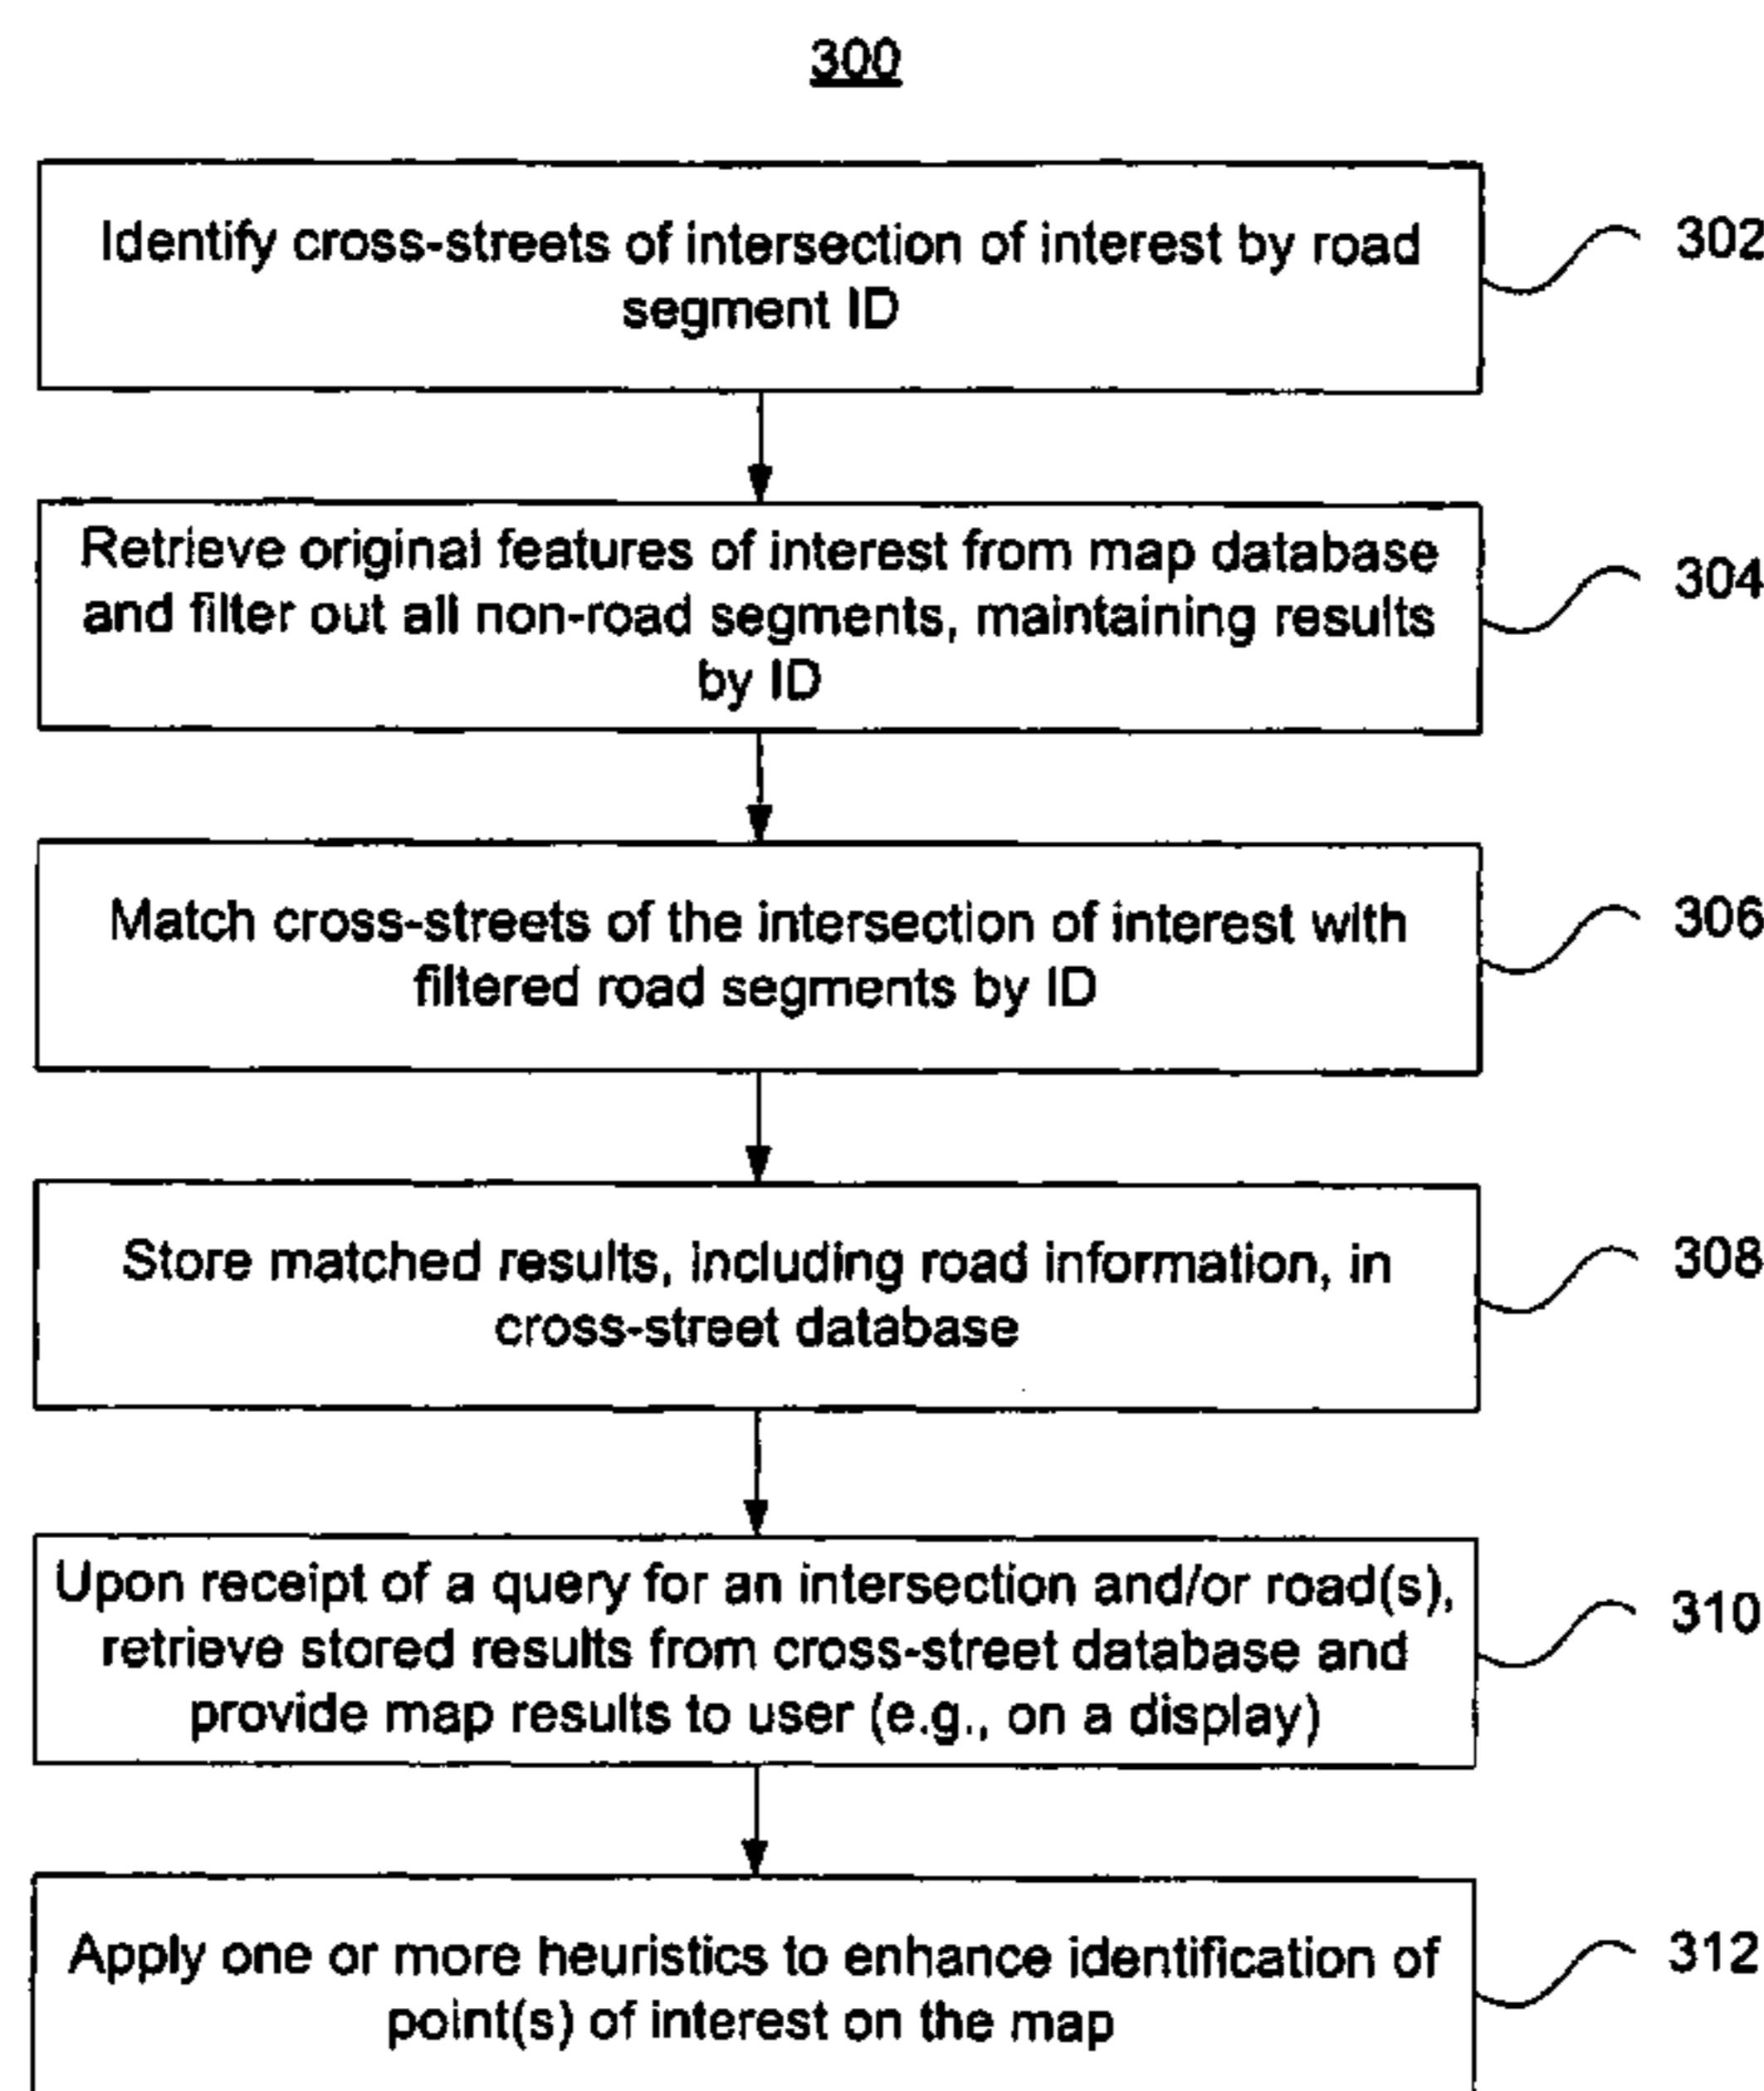 300
Identify cross-streets of intersection of interest by road
segment ID
302
Retrieve original features of interest from map database
and filter out all non-road segments, maintaining results
by ID
304
Match cross-streets of the intersection of interest with
filtered road segments by ID
306
Store matched results, including road information, in
cross-street database
308
Upon receipt of a query for an intersection and/or road(s),
retrieve stored results from cross-street database and
provide map results to user (e.g., on a display)
310
Apply one or more heuristics to enhance identification of
point(s) of interest on the map
312